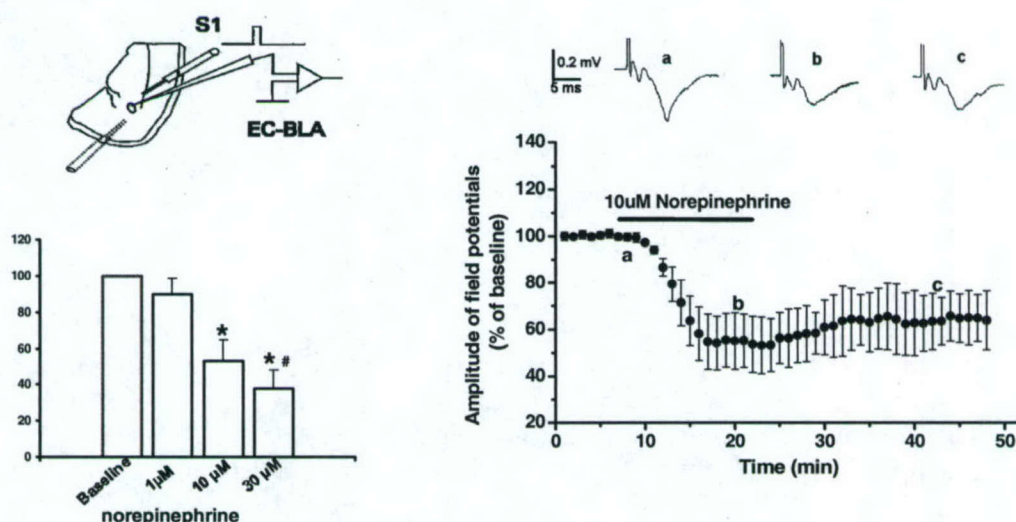 S1
EC-BLA
120
100
80
60
40
20
0
Baseline
1µM
10 µM
30 µM
*
* #
norepinephrine
0.2 mV
5 ms
a
b
c
140
120
100
80
60
40
20
Amplitude of field potentials
(% of baseline)
10uM Norepinephrine
a
b
c
0
10
20
30
40
50
Time (min)